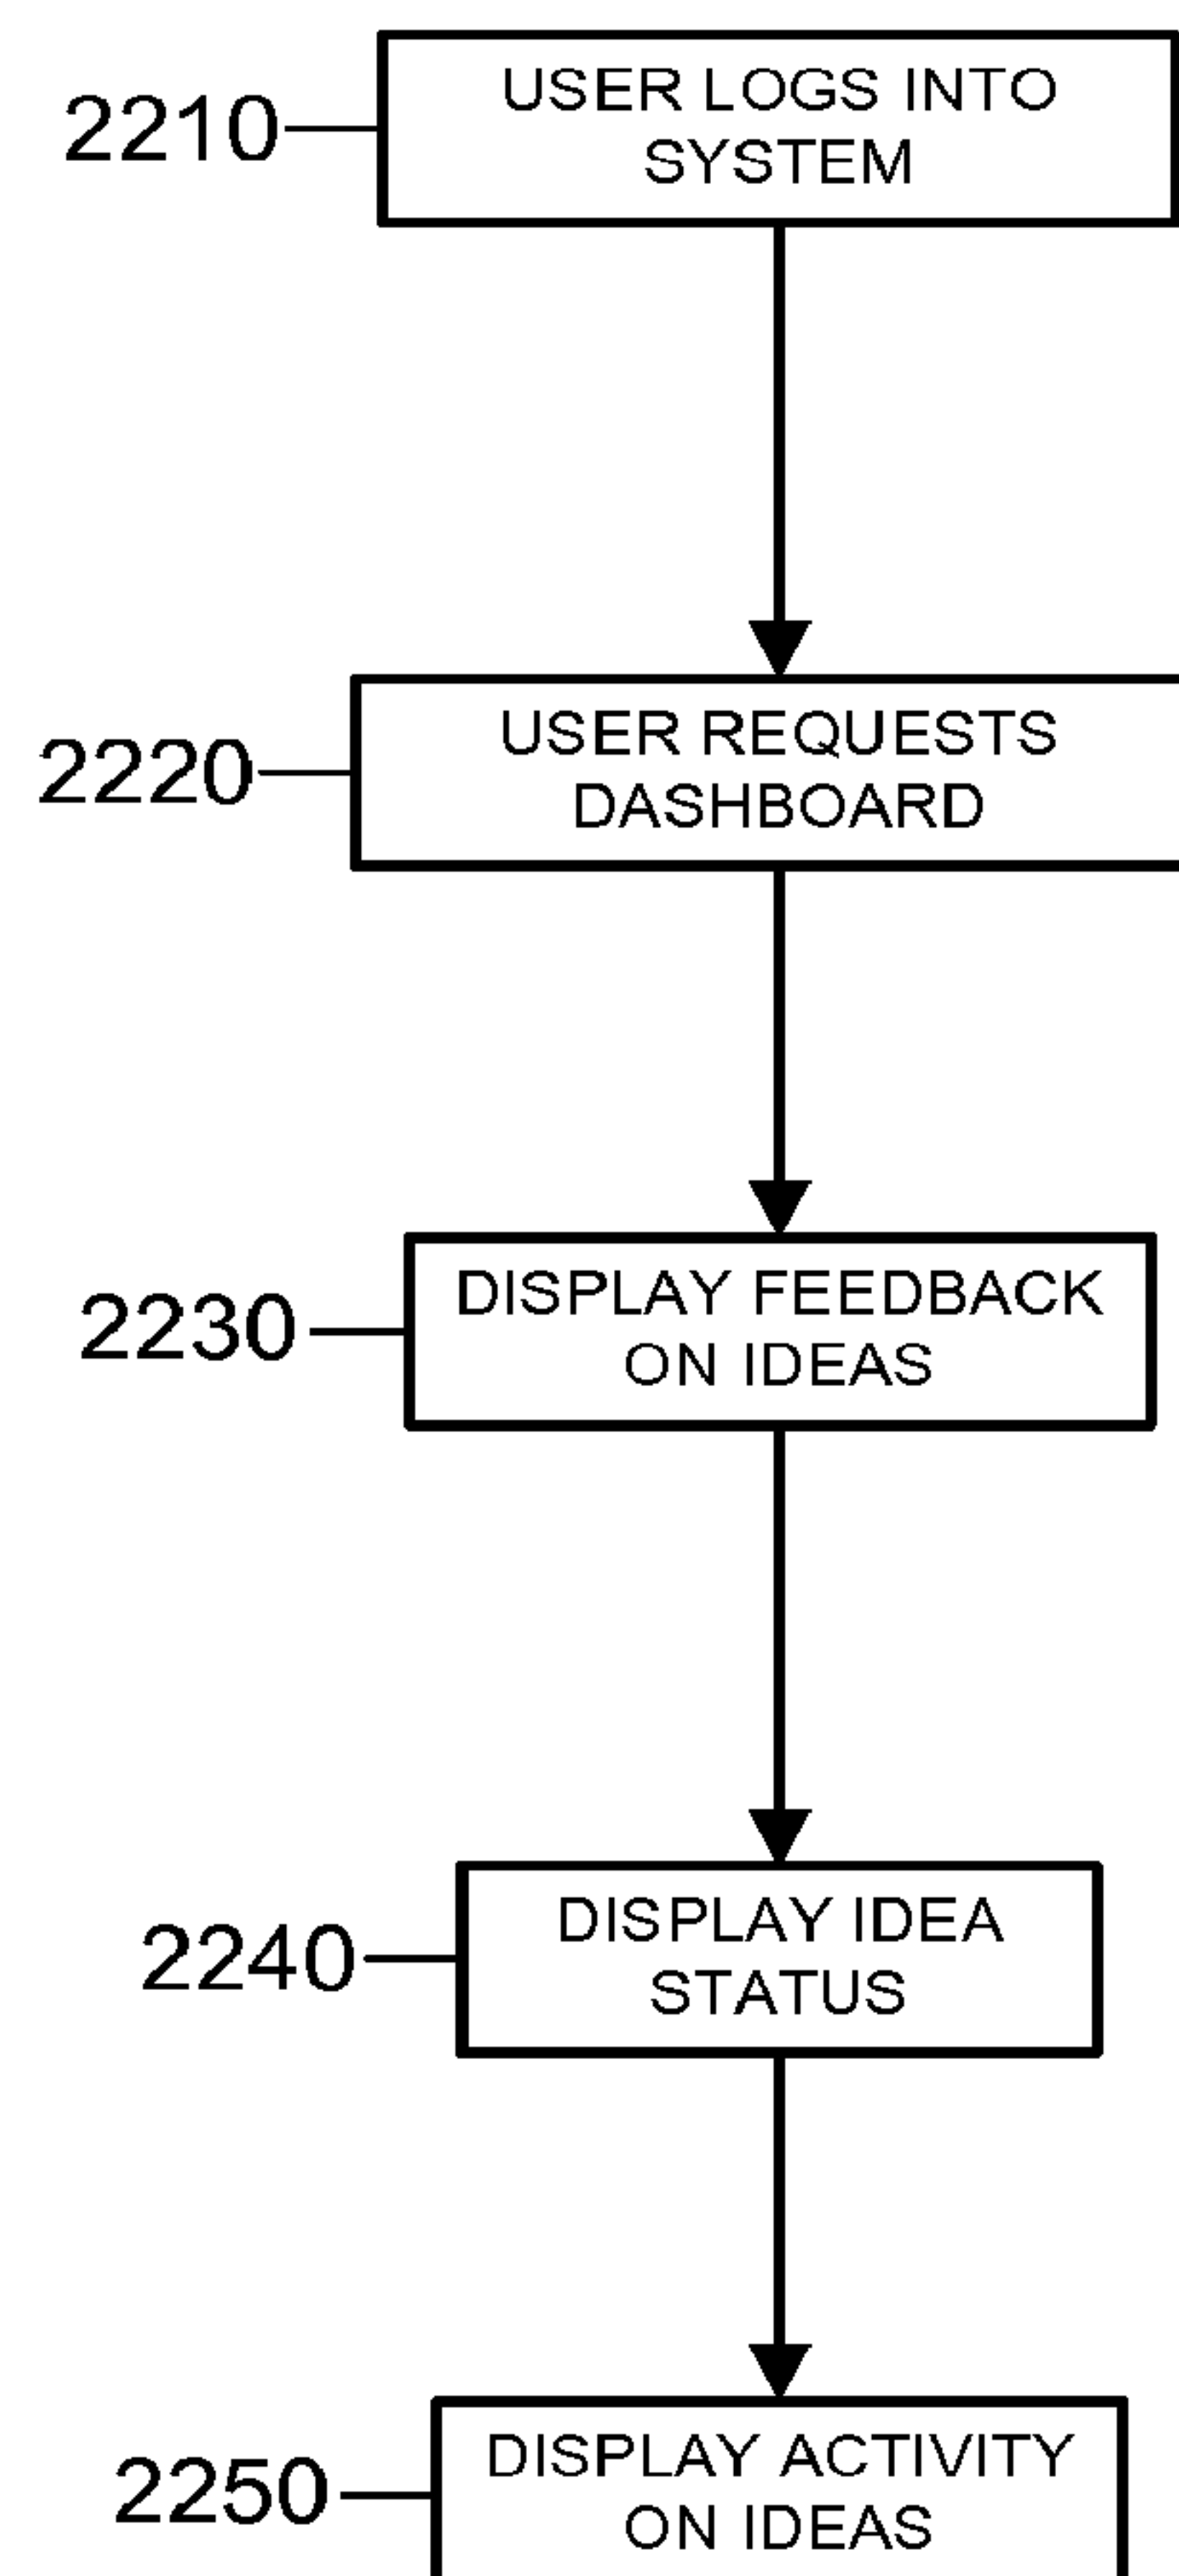 2210
USER LOGS INTO
SYSTEM
2220
USER REQUESTS
DASHBOARD
2230
DISPLAY FEEDBACK
ON IDEAS
2240
DISPLAY IDEA
STATUS
2250
DISPLAY ACTIVITY
ON IDEAS